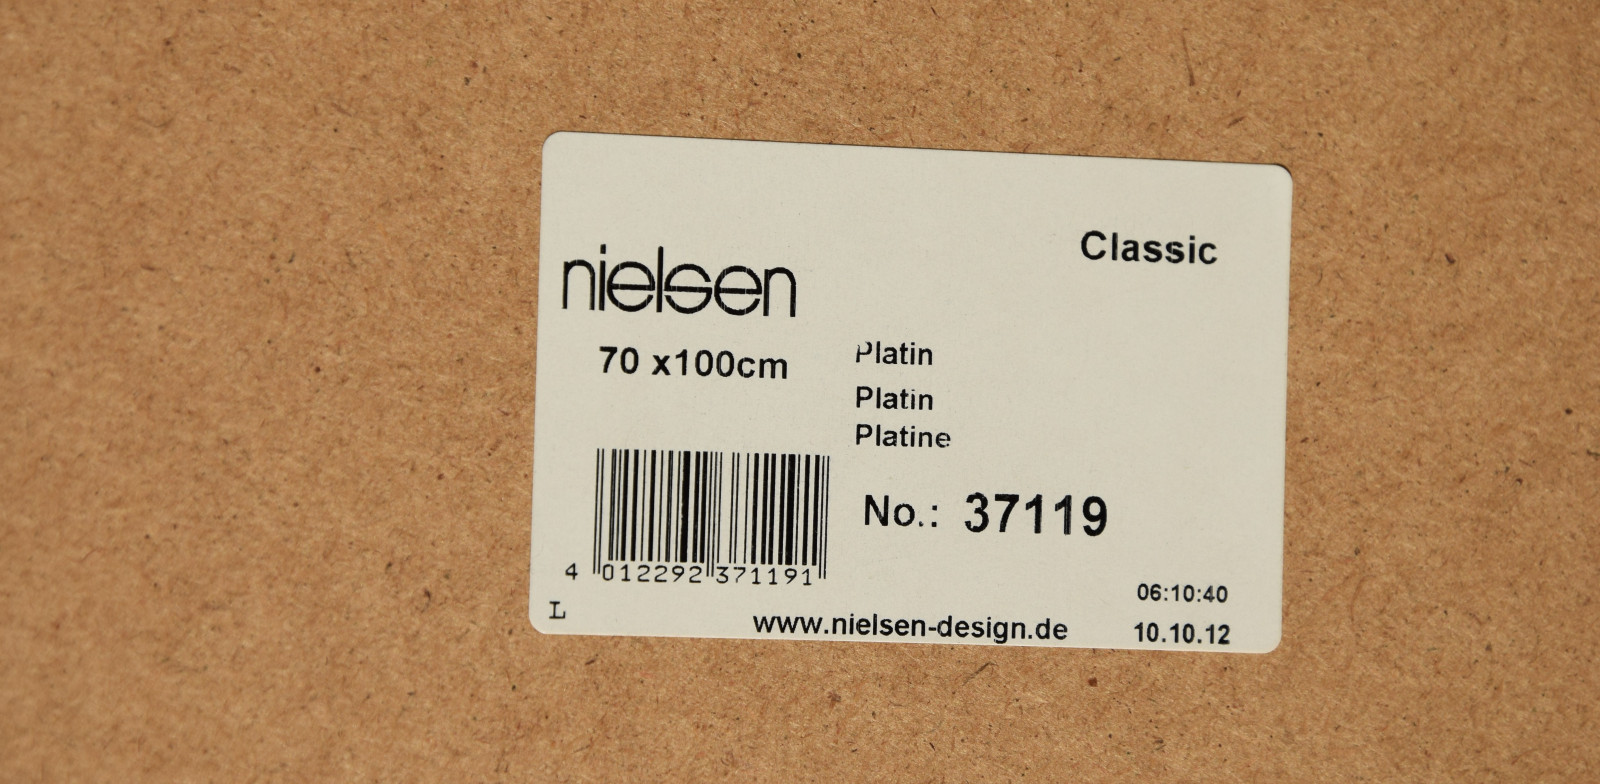 Classic
nielsen
70 x100cm
Platin
Platin
Platine
No.: 37119
4 012292 371191
06:10:40
L
www.nielsen-design.de
10.10.12